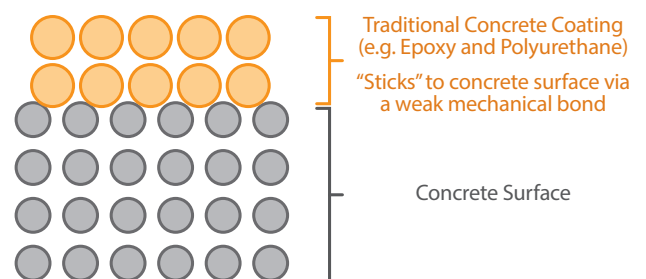 Traditional Concrete Coating
(e.g. Epoxy and Polyurethane)
“Sticks” to concrete surface via
a weak mechanical bond
Concrete Surface